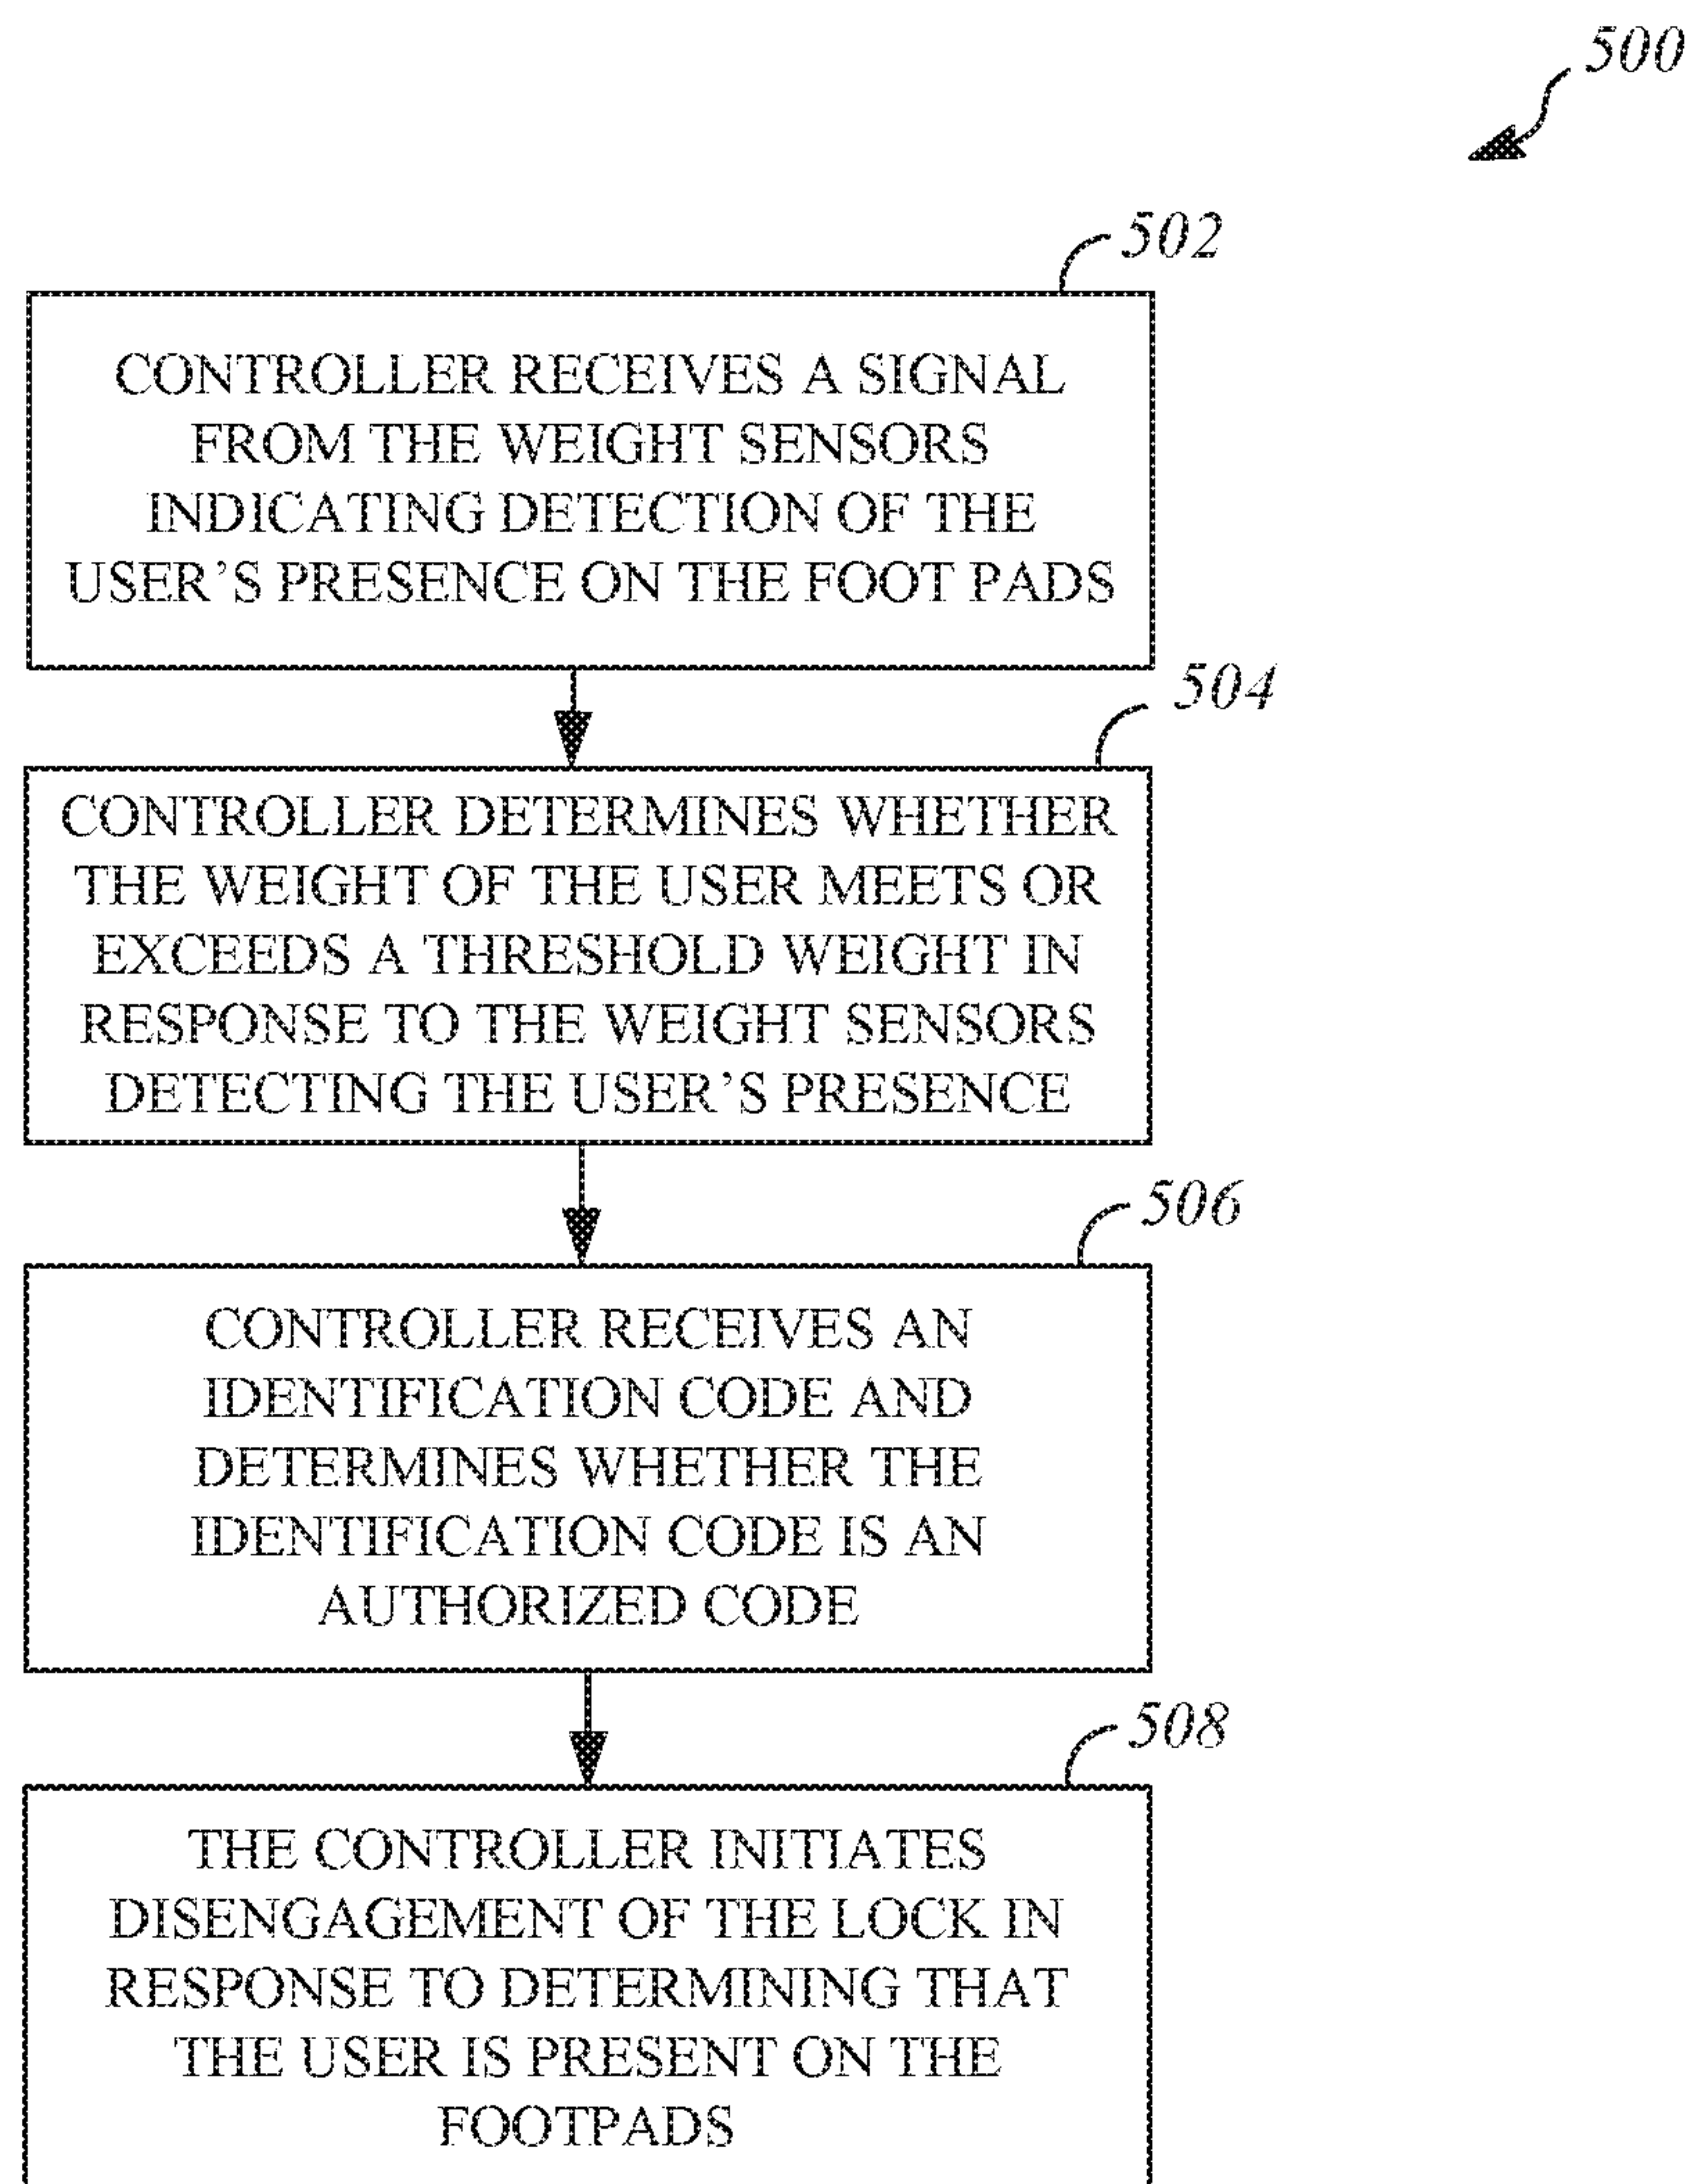 500
502
CONTROLLER RECEIVES A SIGNAL
FROM THE WEIGHT SENSORS
INDICATING DETECTION OF THE
USER’S PRESENCE ON THE FOOT PADS
504
CONTROLLER DETERMINES WHETHER
THE WEIGHT OF THE USER MEETS OR
EXCEEDS A THRESHOLD WEIGHT IN
RESPONSE TO THE WEIGHT SENSORS
DETECTING THE USER’S PRESENCE
506
CONTROLLER RECEIVES AN
IDENTIFICATION CODE AND
DETERMINES WHETHER THE
IDENTIFICATION CODE IS AN
AUTHORIZED CODE
508
THE CONTROLLER INITIATES
DISENGAGEMENT OF THE LOCK IN
RESPONSE TO DETERMINING THAT
THE USER IS PRESENT ON THE
FOOTPADS